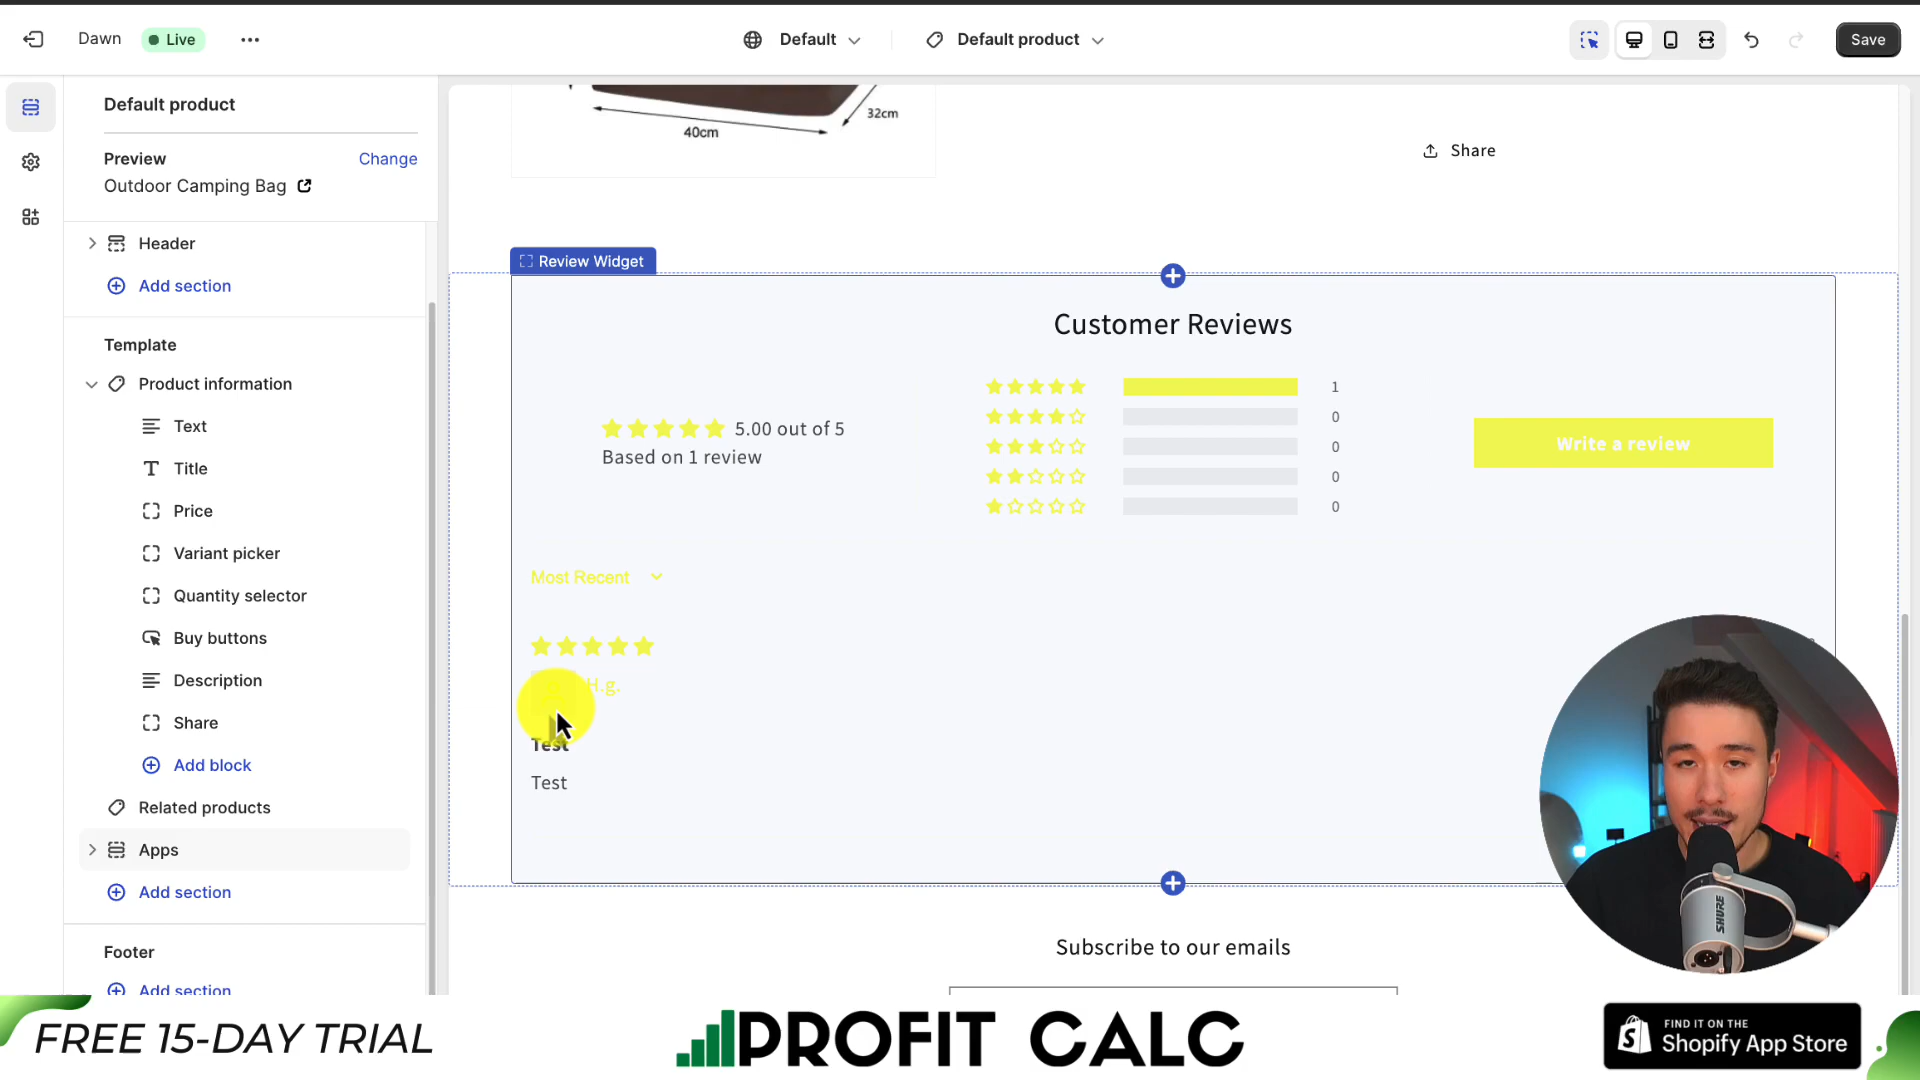 Dawn
Live
Default
Default product
Save
Default product
Preview
Change
Outdoor Camping Bag
Header
Add section
Template
Product information
Text
Title
Price
Variant picker
Quantity selector
Buy buttons
Description
Share
Add block
Related products
Apps
Add section
Footer
Add section
40cm
32cm
Share
Review Widget
Customer Reviews
5.00 out of 5
Based on 1 review
1
0
0
0
0
Write a review
Most Recent
H.g.
Test
Test
Subscribe to our emails
SHURE
FREE 15-DAY TRIAL
PROFIT CALC
FIND IT ON THE
Shopify App Store